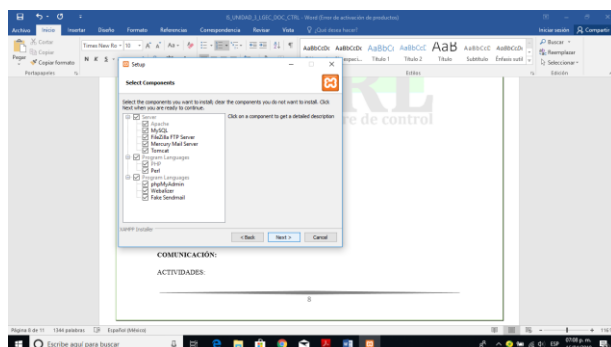 G_UNIDAD_1_LGIC_DOC_CTRL - Word (Error de activación de productos)
Archivo Inicio Insertar Diseño Formato Referencias Correspondencia Revisar Vista ¿Qué desea hacer? Iniciar sesión Compartir
Cortar
Copiar
Copiar formato
Pegar
Times New Ro 10
N K S
AaBbCcDc AaBbCcDc AaBbCc AaBbCcC AaB AaBbCcC AaBbCcDc
Título 1 Título 2 Título Subtítulo Énfasis sutil
Buscar
Reemplazar
Seleccionar
Portapapeles Estilos Edición
Setup
Select Components
Select the components you want to install; clear the components you do not want to install. Click
Next when you are ready to continue.
Server
Apache
MySQL
FileZilla FTP Server
Mercury Mail Server
Tomcat
Program Languages
PHP
Perl
Program Languages
phpMyAdmin
Webalizer
Fake Sendmail
Click on a component to get a detailed description
XAMPP Installer
< Back Next > Cancel
RL
re de control
COMUNICACIÓN:
ACTIVIDADES:
8
Página 8 de 11 1344 palabras Español (México) 116%
Escribe aquí para buscar
ESP 07:08 p. m.